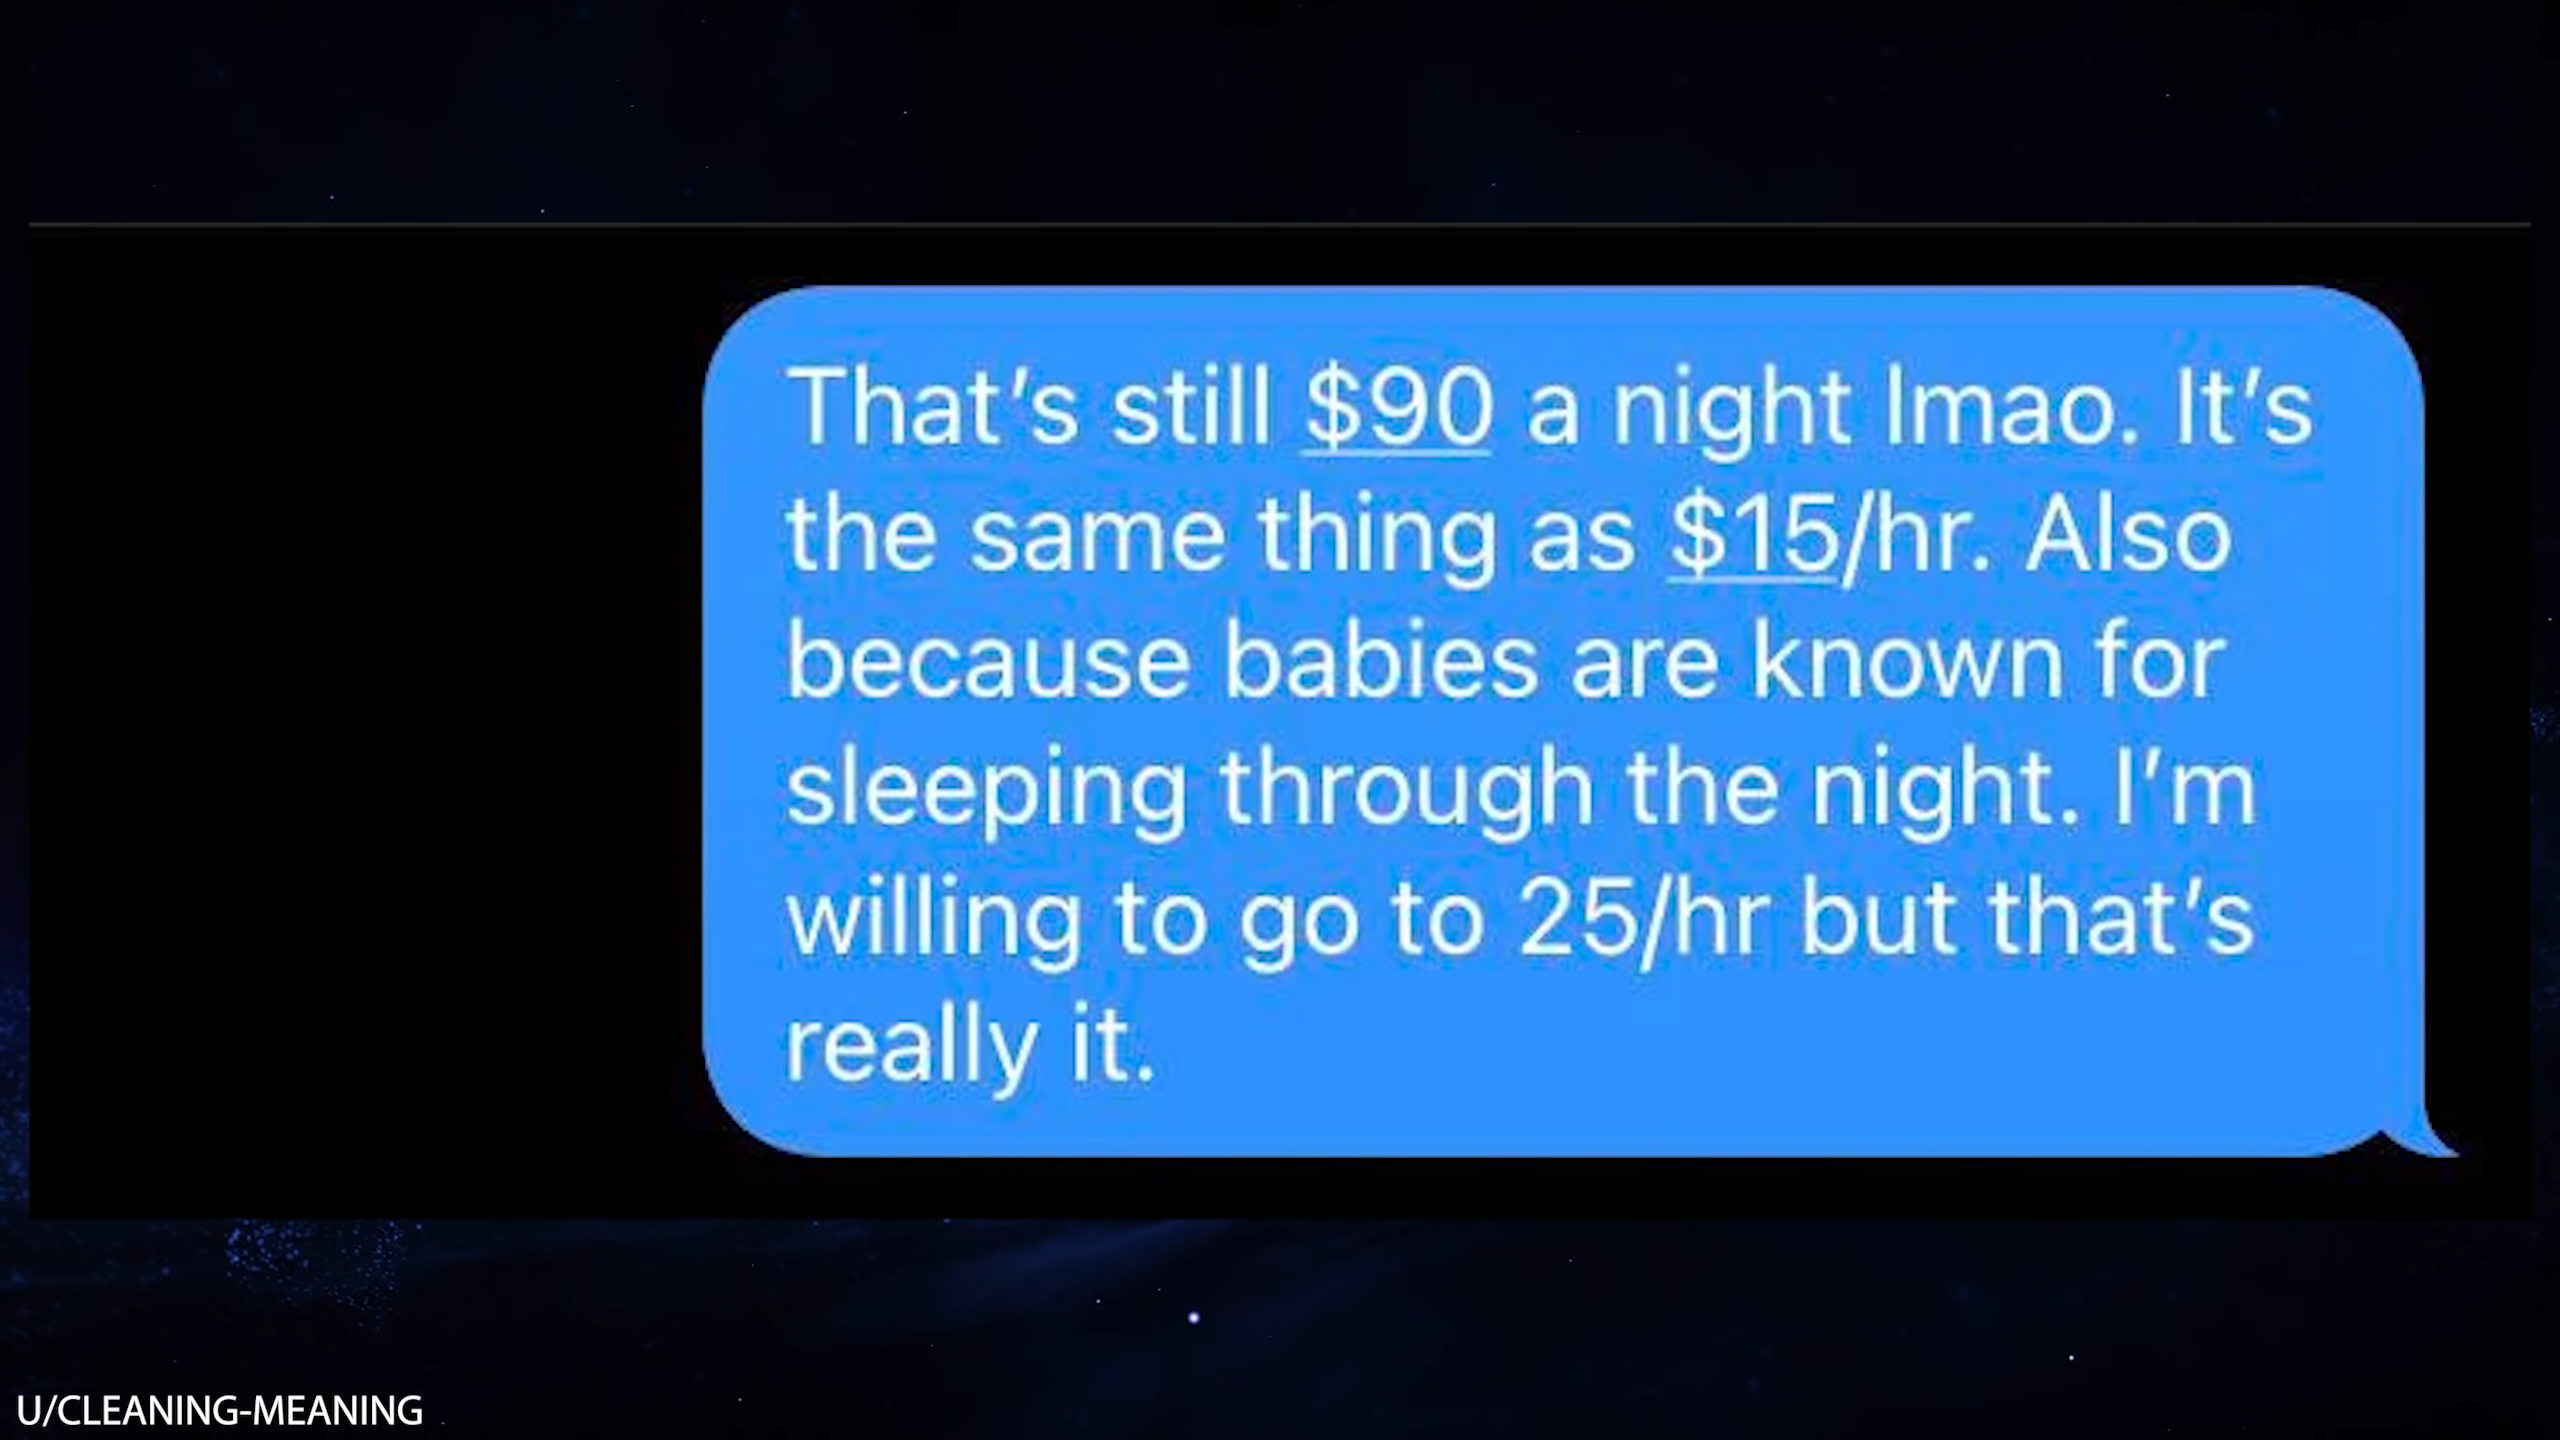 That's still $90 a night lmao. It's
the same thing as $15/hr. Also
because babies are known for
sleeping through the night. I'm
willing to go to 25/hr but that's
really it.
U/CLEANING-MEANING